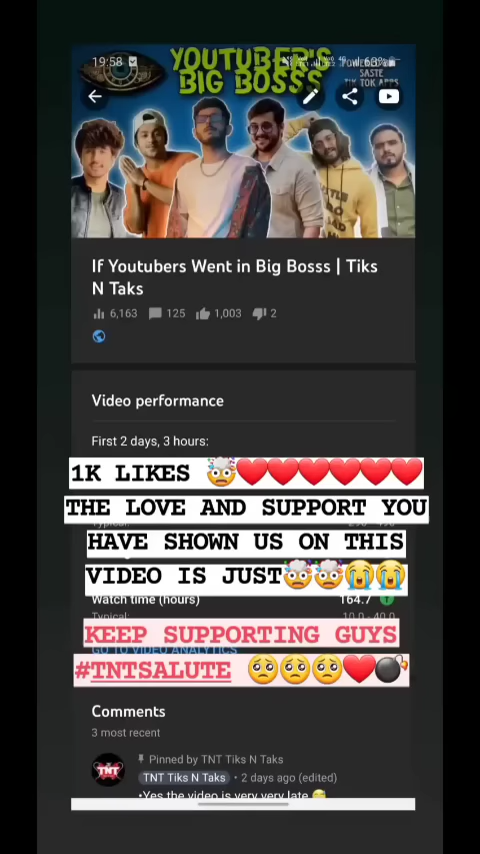 19:58
63%
YOUTUBER'S
BIG BOSSS
POWERED BY
SASTE
TIK TOK APPS
If Youtubers Went in Big Bosss | Tiks
N Taks
6,163 125 1,003 2
Video performance
First 2 days, 3 hours:
1K LIKES 🤯❤️❤️❤️❤️❤️❤️
THE LOVE AND SUPPORT YOU
HAVE SHOWN US ON THIS
VIDEO IS JUST🤯🤯😭😭
Watch time (hours) 164.7
Typical: 10.0 - 40.0
KEEP SUPPORTING GUYS
GO TO VIDEO ANALYTICS
#TNTSALUTE 🥺🥺🥺❤️💣
Comments
3 most recent
Pinned by TNT Tiks N Taks
TNT
TNT Tiks N Taks • 2 days ago (edited)
•Yes the video is very very late 😅